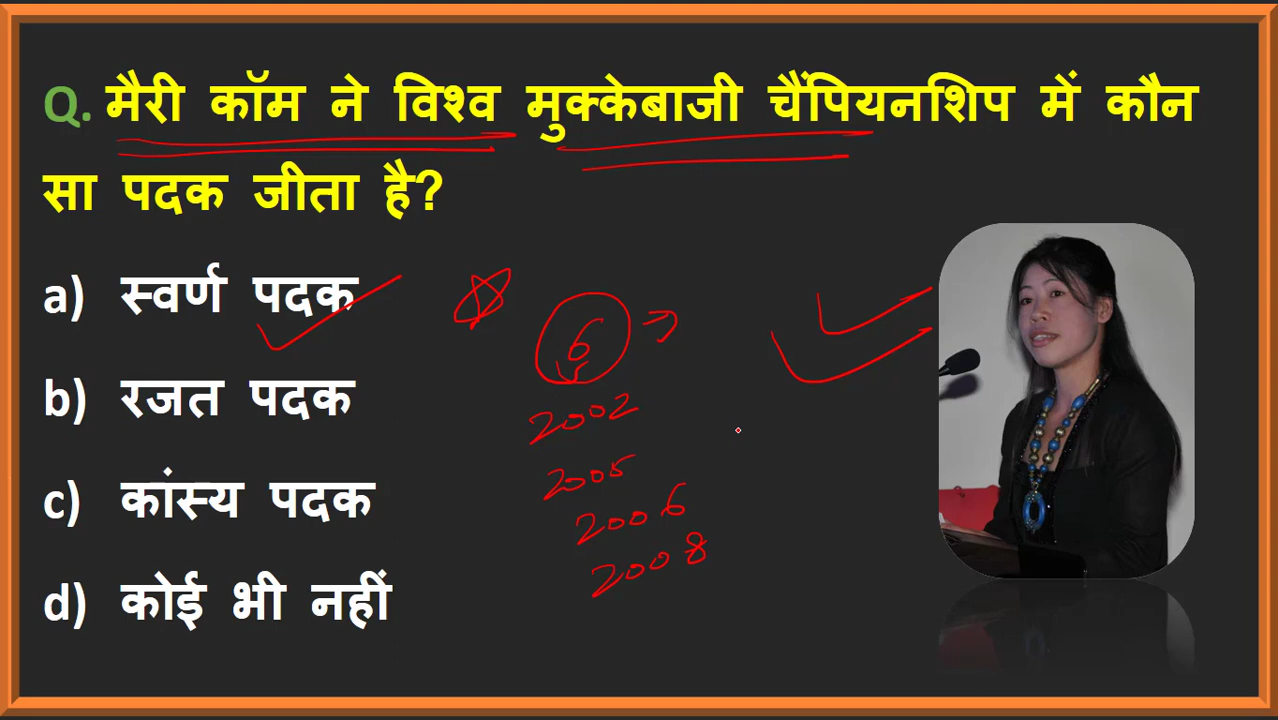 Q. मैरी कॉम ने विश्व मुक्केबाजी चैंपियनशिप में कौन
सा पदक जीता है?
a) स्वर्ण पदक
b) रजत पदक
c) कांस्य पदक
d) कोई भी नहीं
6
2002
2005
2006
2008